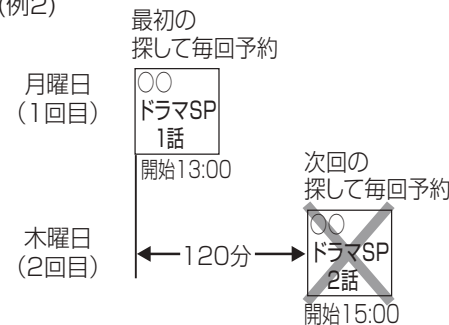 (例2)
最初の
探して毎回予約
月曜日
(1回目)
○○
ドラマSP
1話
開始13:00
次回の
探して毎回予約
木曜日
(2回目)
120分
○○
ドラマSP
2話
開始15:00